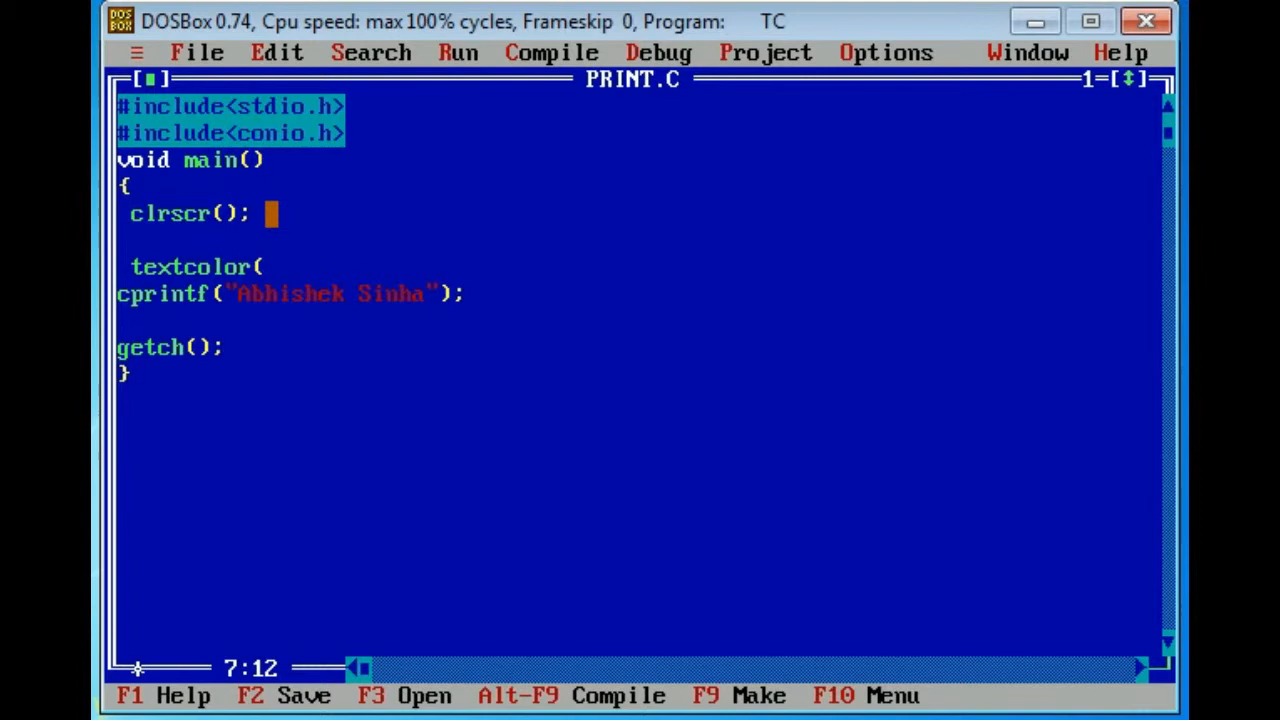 DOSBox 0.74, Cpu speed: max 100% cycles, Frameskip 0, Program: TC
≡ File Edit Search Run Compile Debug Project Options Window Help
[■] PRINT.C 1=[↕]
#include<stdio.h>
#include<conio.h>
void main()
{
clrscr();
textcolor(
cprintf("Abhishek Sinha");
getch();
}
7:12
F1 Help F2 Save F3 Open Alt-F9 Compile F9 Make F10 Menu